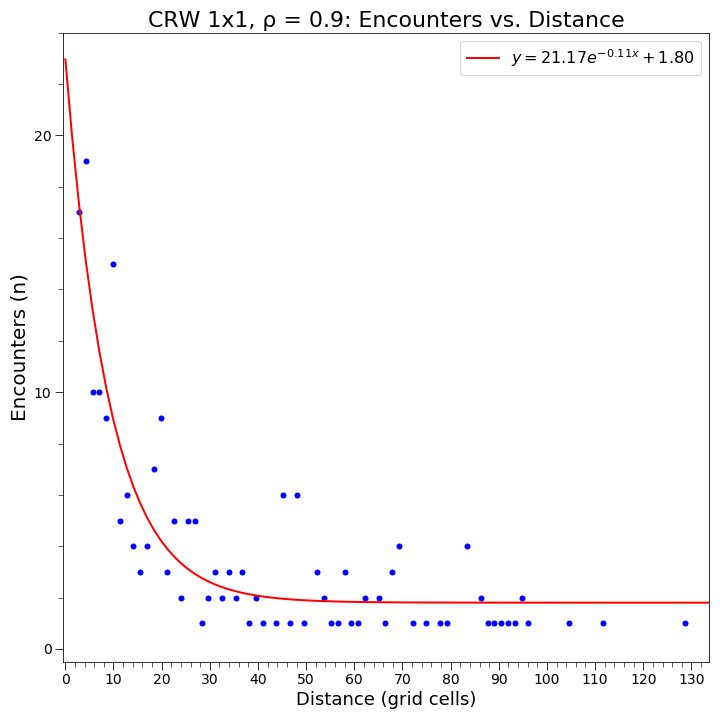 CRW 1x1, ρ = 0.9: Encounters vs. Distance
y = 21.17e^{-0.11x} + 1.80
Encounters (n)
20
10
0
0 10 20 30 40 50 60 70 80 90 100 110 120 130
Distance (grid cells)